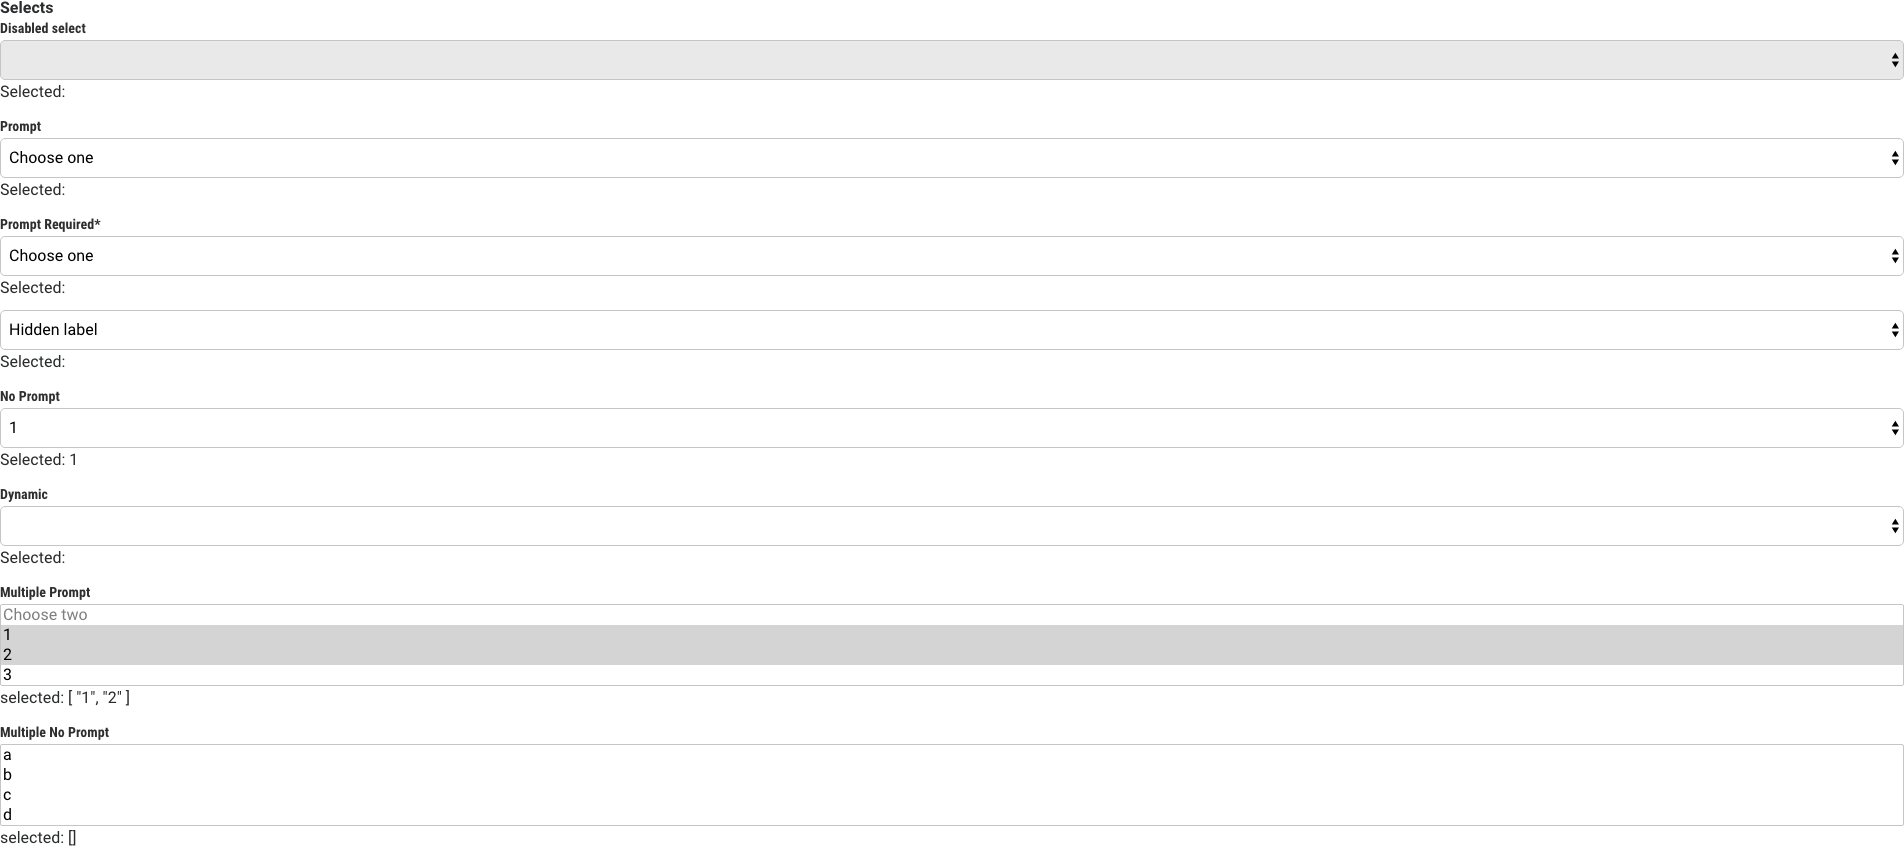 Selects
Disabled select
Selected:
Prompt
Choose one
Selected:
Prompt Required*
Choose one
Selected:
Hidden label
Selected:
No Prompt
1
Selected: 1
Dynamic
Selected:
Multiple Prompt
Choose two
1
2
3
selected: [ "1", "2" ]
Multiple No Prompt
a
b
c
d
selected: []